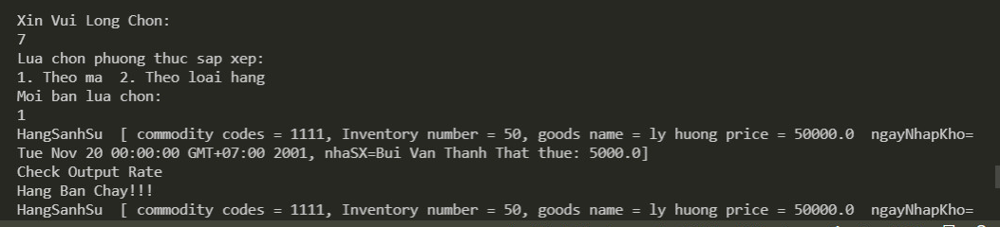 Xin Vui Long Chon:
7
Lua chon phuong thuc sap xep:
1. Theo ma  2. Theo loai hang
Moi ban lua chon:
1
HangSanhSu  [ commodity codes = 1111, Inventory number = 50, goods name = ly huong price = 50000.0  ngayNhapKho=
Tue Nov 20 00:00:00 GMT+07:00 2001, nhaSX=Bui Van Thanh That thue: 5000.0]
Check Output Rate
Hang Ban Chay!!!
HangSanhSu  [ commodity codes = 1111, Inventory number = 50, goods name = ly huong price = 50000.0  ngayNhapKho=